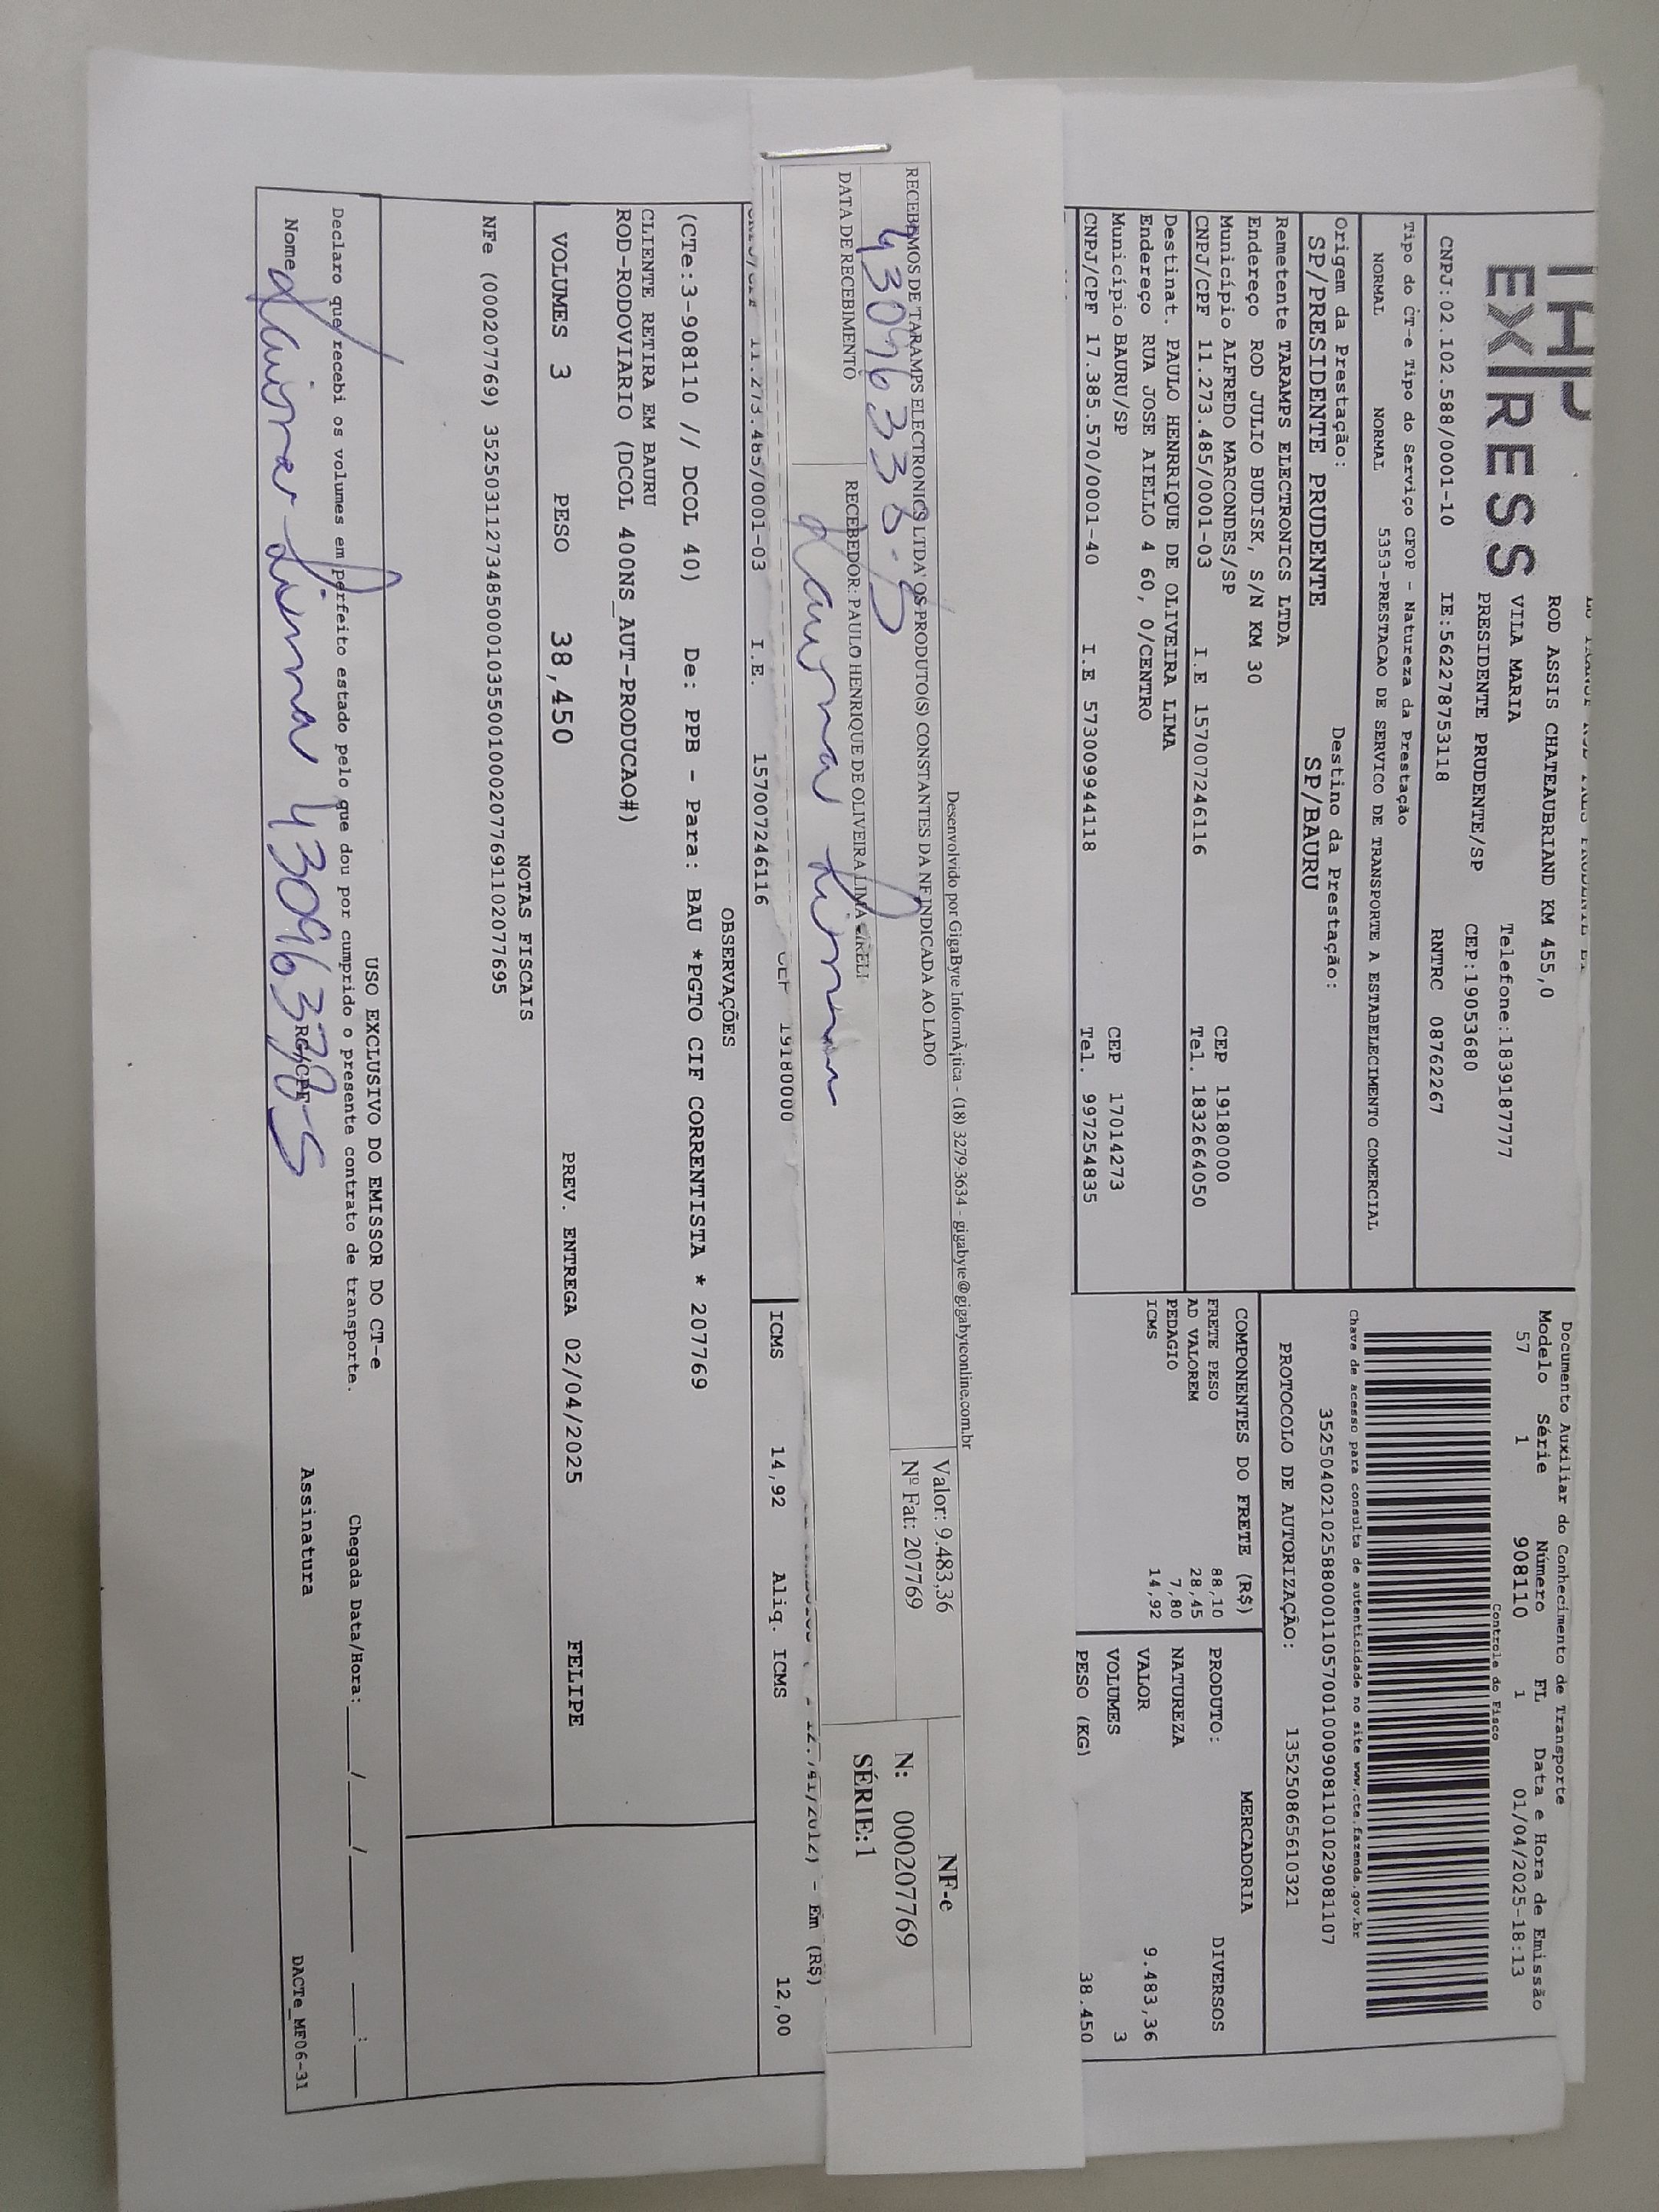 THP
EXPRESS
ROD ASSIS CHATEAUBRIAND KM 455,0
VILA MARIA Telefone:1839187777
PRESIDENTE PRUDENTE/SP CEP:19053680
CNPJ:02.102.588/0001-10 IE:562278753118 RNTRC 08762267
Tipo do CT-e Tipo do Serviço CFOP - Natureza da Prestação
NORMAL NORMAL 5353-PRESTACAO DE SERVICO DE TRANSPORTE A ESTABELECIMENTO COMERCIAL
Origem da Prestação: Destino da Prestação:
SP/PRESIDENTE PRUDENTE SP/BAURU
Remetente TARAMPS ELECTRONICS LTDA
Endereço ROD JULIO BUDISK, S/N KM 30
Município ALFREDO MARCONDES/SP CEP 19180000
CNPJ/CPF 11.273.485/0001-03 I.E 157007246116 Tel. 1832664050
Destinat. PAULO HENRRIQUE DE OLIVEIRA LIMA
Endereço RUA JOSE AIELLO 4 60, 0/CENTRO
Município BAURU/SP CEP 17014273
CNPJ/CPF 17.385.570/0001-40 I.E 573009944118 Tel. 997254835
Documento Auxiliar do Conhecimento de Transporte
Modelo Série Número FL Data e Hora de Emissão
57 1 908110 1 01/04/2025-18:13
Controle do Fisco
Chave de acesso para consulta de autenticidade no site www.cte.fazenda.gov.br
35250402102588000110570010009081101029081107
PROTOCOLO DE AUTORIZAÇÃO: 135250865610321
COMPONENTES DO FRETE (R$)
FRETE PESO 88,10
AD VALOREM 28,45
PEDAGIO 7,80
ICMS 14,92
MERCADORIA
PRODUTO: DIVERSOS
NATUREZA
VALOR 9.483,36
VOLUMES 3
PESO (KG) 38.450
Desenvolvido por GigaByte InformÃ¡tica - (18) 3279-3634 - gigabyte@gigabyteonline.com.br
RECEBEMOS DE TARAMPS ELECTRONICS LTDA' OS PRODUTO(S) CONSTANTES DA NF INDICADA AO LADO
43096338-5
DATA DE RECEBIMENTO
RECEBEDOR: PAULO HENRIQUE DE OLIVEIRA LIMA EIRELI
Valor: 9.483,36
Nº Fat: 207769
NF-e
N: 000207769
SÉRIE:1
11.273.485/0001-03 I.E. 157007246116 CEP 19180000
Em (R$)
ICMS 14,92 Aliq. ICMS 12,00
OBSERVAÇÕES
(CTe:3-908110 // DCOL 40) De: PPB - Para: BAU *PGTO CIF CORRENTISTA * 207769
CLIENTE RETIRA EM BAURU
ROD-RODOVIARIO (DCOL 400NS_AUT-PRODUCAO#)
VOLUMES 3 PESO 38,450 PREV. ENTREGA 02/04/2025 FELIPE
NOTAS FISCAIS
NFe (000207769) 35250311273485000103550010002077691102077695
USO EXCLUSIVO DO EMISSOR DO CT-e
Declaro que recebi os volumes em perfeito estado pelo que dou por cumprido o presente contrato de transporte. Chegada Data/Hora:___/___/___ __:__
Nome 43096338-5 RG/CPF Assinatura
DACTe_MF06-31